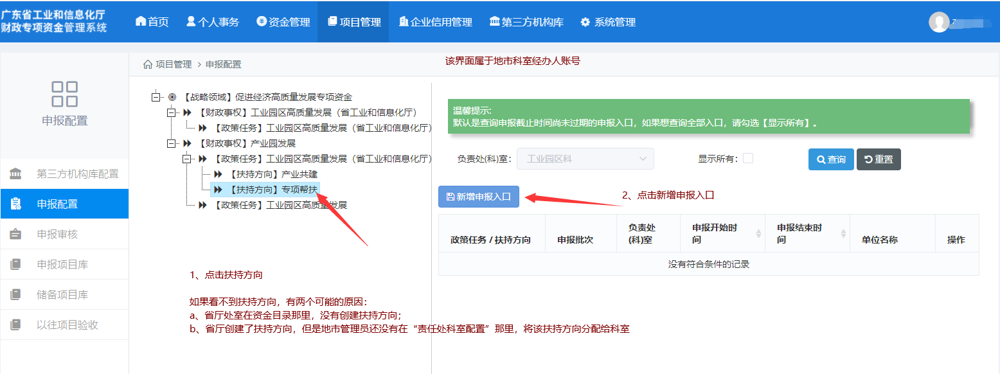 广东省工业和信息化厅
财政专项资金管理系统
首页
个人事务
资金管理
项目管理
企业信用管理
第三方机构库
系统管理
项目管理 > 申报配置
该界面属于地市科室经办人账号
申报配置
第三方机构库配置
申报配置
申报审核
申报项目库
储备项目库
以往项目验收
【战略领域】促进经济高质量发展专项资金
【财政事权】工业园区高质量发展（省工业和信息化厅）
【政策任务】工业园区高质量发展（省工业和信息化厅）
【财政事权】产业园发展
【政策任务】工业园区高质量发展（省工业和信息化厅）
【扶持方向】产业共建
【扶持方向】专项帮扶
【政策任务】工业园区高质量发展
1、点击扶持方向
如果看不到扶持方向，有两个可能的原因：
a、省厅处室在资金目录那里，没有创建扶持方向；
b、省厅创建了扶持方向，但是地市管理员还没有在“责任处科室配置”那里，将该扶持方向分配给科室
温馨提示:
默认是查询申报截止时间尚未过期的申报入口，如果想查询全部入口，请勾选【显示所有】。
负责处(科)室:
工业园区科
显示所有:
查询
重置
新增申报入口
2、点击新增申报入口
政策任务 / 扶持方向
申报批次
负责处
(科)室
申报开始时
间
申报结束时
间
单位名称
操作
没有符合条件的记录